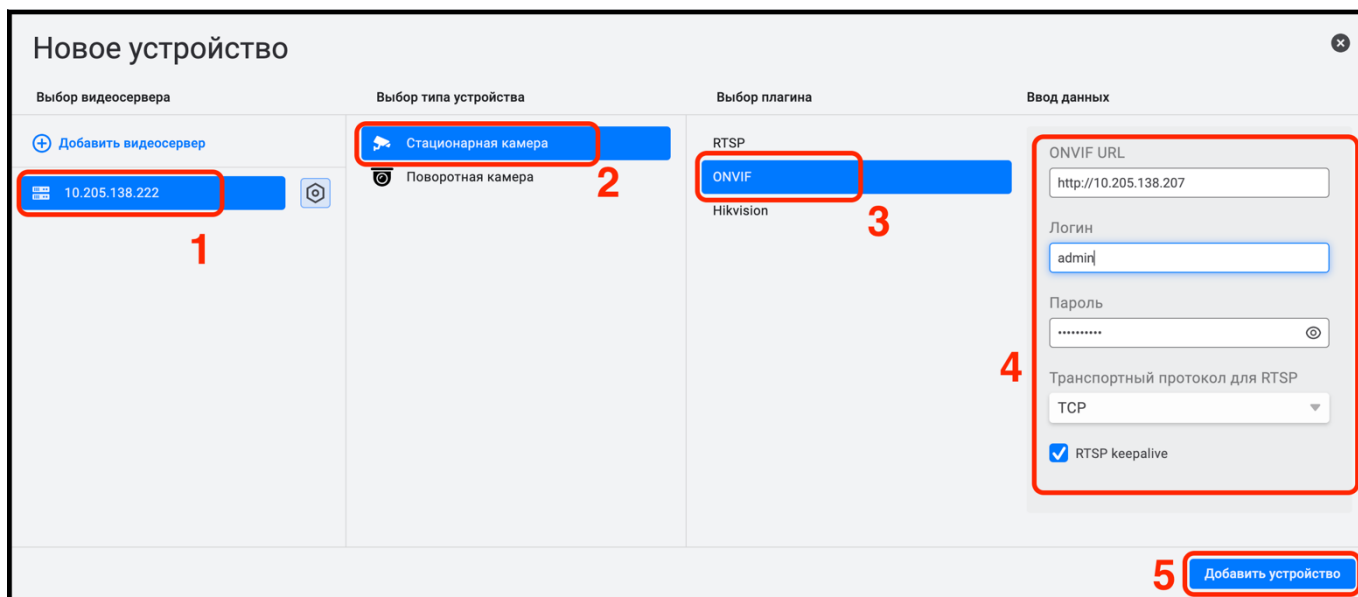 Новое устройство
Выбор видеосервера
Выбор типа устройства
Выбор плагина
Ввод данных
Добавить видеосервер
10.205.138.222
1
Стационарная камера
Поворотная камера
2
RTSP
ONVIF
Hikvision
3
ONVIF URL
http://10.205.138.207
Логин
admin
Пароль
••••••••••
4
Транспортный протокол для RTSP
TCP
RTSP keepalive
5
Добавить устройство